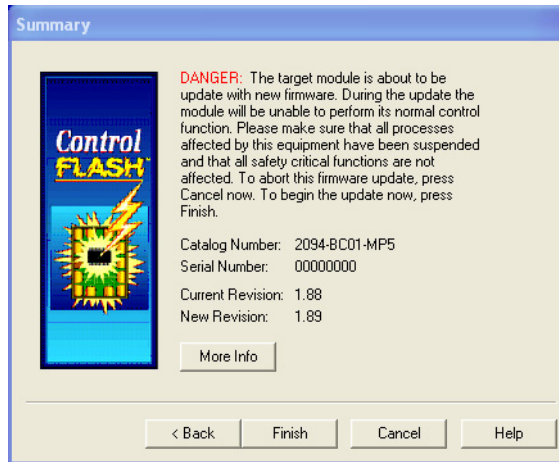 Summary
Control
FLASH
DANGER: The target module is about to be
update with new firmware. During the update the
module will be unable to perform its normal control
function. Please make sure that all processes
affected by this equipment have been suspended
and that all safety critical functions are not
affected. To abort this firmware update, press
Cancel now. To begin the update now, press
Finish.
Catalog Number: 2094-BC01-MP5
Serial Number: 00000000
Current Revision: 1.88
New Revision: 1.89
More Info
< Back Finish Cancel Help